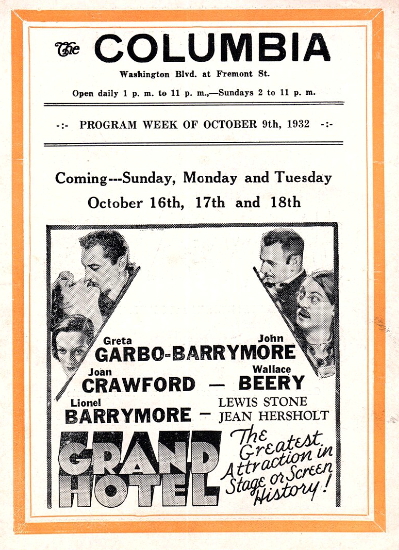 The COLUMBIA
Washington Blvd. at Fremont St.
Open daily 1 p. m. to 11 p. m.,—Sundays 2 to 11 p. m.
-:- PROGRAM WEEK OF OCTOBER 9th, 1932 -:-
Coming---Sunday, Monday and Tuesday
October 16th, 17th and 18th
Greta John
GARBO-BARRYMORE
Joan Wallace
CRAWFORD — BEERY
Lionel LEWIS STONE
BARRYMORE – JEAN HERSHOLT
GRAND
HOTEL
The
Greatest
Attraction in
Stage or Screen
History!